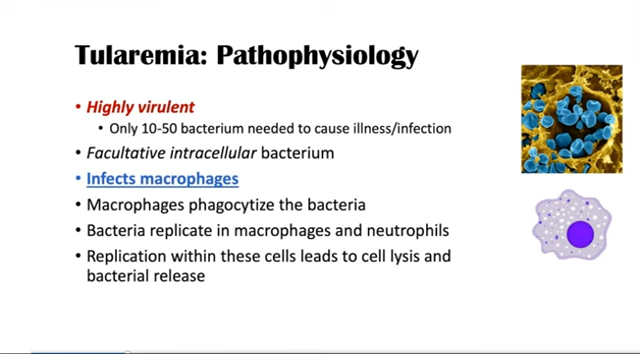 Tularemia: Pathophysiology
• Highly virulent
• Only 10-50 bacterium needed to cause illness/infection
• Facultative intracellular bacterium
• Infects macrophages
• Macrophages phagocytize the bacteria
• Bacteria replicate in macrophages and neutrophils
• Replication within these cells leads to cell lysis and
bacterial release